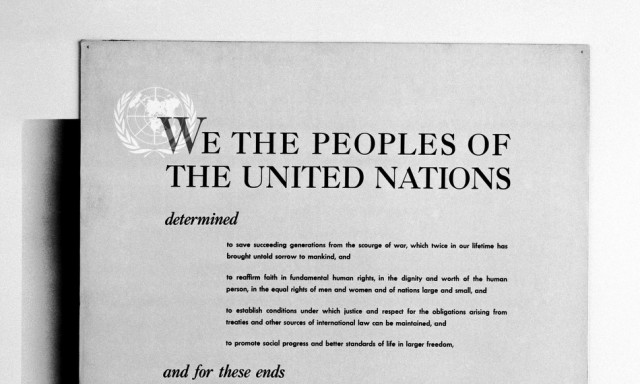 WE THE PEOPLES OF
THE UNITED NATIONS
determined
to save succeeding generations from the scourge of war, which twice in our lifetime has
brought untold sorrow to mankind, and
to reaffirm faith in fundamental human rights, in the dignity and worth of the human
person, in the equal rights of men and women and of nations large and small, and
to establish conditions under which justice and respect for the obligations arising from
treaties and other sources of international law can be maintained, and
to promote social progress and better standards of life in larger freedom,
and for these ends